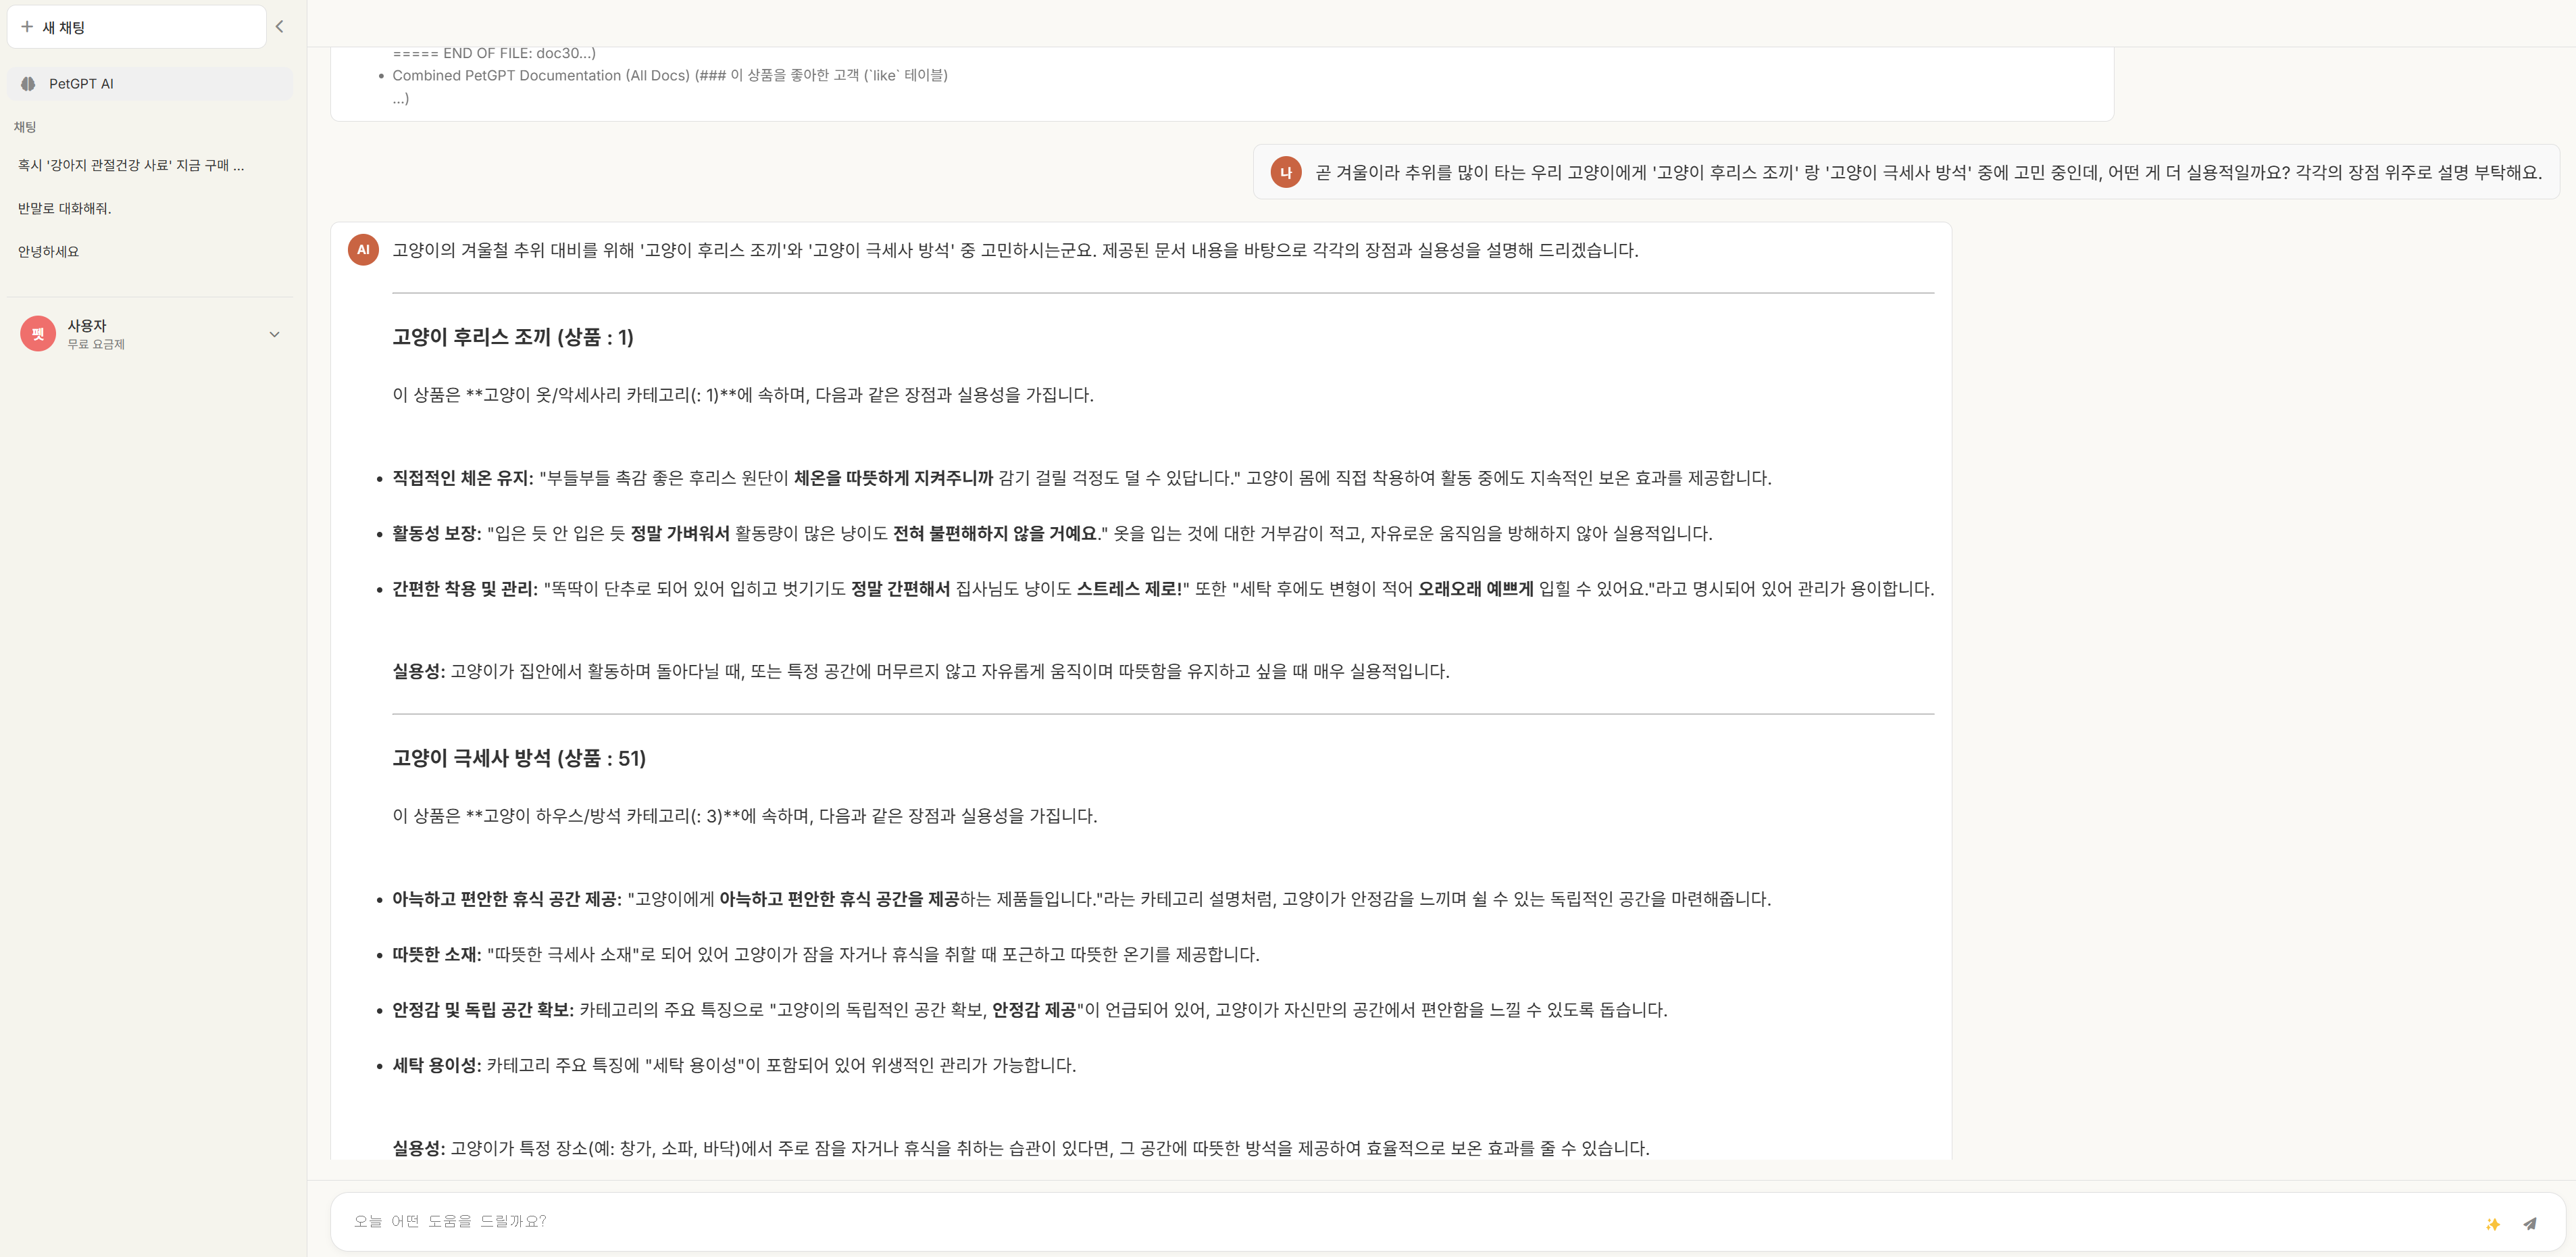 새 채팅
PetGPT AI
채팅
혹시 '강아지 관절건강 사료' 지금 구매 ...
반말로 대화해줘.
안녕하세요
펫
사용자
무료 요금제
===== END OF FILE: doc30...)
Combined PetGPT Documentation (All Docs) (### 이 상품을 좋아한 고객 (`like` 테이블)
...)
나
곧 겨울이라 추위를 많이 타는 우리 고양이에게 '고양이 후리스 조끼' 랑 '고양이 극세사 방석' 중에 고민 중인데, 어떤 게 더 실용적일까요? 각각의 장점 위주로 설명 부탁해요.
AI
고양이의 겨울철 추위 대비를 위해 '고양이 후리스 조끼'와 '고양이 극세사 방석' 중 고민하시는군요. 제공된 문서 내용을 바탕으로 각각의 장점과 실용성을 설명해 드리겠습니다.
고양이 후리스 조끼 (상품 : 1)
이 상품은 **고양이 옷/악세사리 카테고리(: 1)**에 속하며, 다음과 같은 장점과 실용성을 가집니다.
직접적인 체온 유지: "부들부들 촉감 좋은 후리스 원단이 체온을 따뜻하게 지켜주니까 감기 걸릴 걱정도 덜 수 있답니다." 고양이 몸에 직접 착용하여 활동 중에도 지속적인 보온 효과를 제공합니다.
활동성 보장: "입은 듯 안 입은 듯 정말 가벼워서 활동량이 많은 냥이도 전혀 불편해하지 않을 거예요." 옷을 입는 것에 대한 거부감이 적고, 자유로운 움직임을 방해하지 않아 실용적입니다.
간편한 착용 및 관리: "똑딱이 단추로 되어 있어 입히고 벗기기도 정말 간편해서 집사님도 냥이도 스트레스 제로!" 또한 "세탁 후에도 변형이 적어 오래오래 예쁘게 입힐 수 있어요."라고 명시되어 있어 관리가 용이합니다.
실용성: 고양이가 집안에서 활동하며 돌아다닐 때, 또는 특정 공간에 머무르지 않고 자유롭게 움직이며 따뜻함을 유지하고 싶을 때 매우 실용적입니다.
고양이 극세사 방석 (상품 : 51)
이 상품은 **고양이 하우스/방석 카테고리(: 3)**에 속하며, 다음과 같은 장점과 실용성을 가집니다.
아늑하고 편안한 휴식 공간 제공: "고양이에게 아늑하고 편안한 휴식 공간을 제공하는 제품들입니다."라는 카테고리 설명처럼, 고양이가 안정감을 느끼며 쉴 수 있는 독립적인 공간을 마련해줍니다.
따뜻한 소재: "따뜻한 극세사 소재"로 되어 있어 고양이가 잠을 자거나 휴식을 취할 때 포근하고 따뜻한 온기를 제공합니다.
안정감 및 독립 공간 확보: 카테고리의 주요 특징으로 "고양이의 독립적인 공간 확보, 안정감 제공"이 언급되어 있어, 고양이가 자신만의 공간에서 편안함을 느낄 수 있도록 돕습니다.
세탁 용이성: 카테고리 주요 특징에 "세탁 용이성"이 포함되어 있어 위생적인 관리가 가능합니다.
실용성: 고양이가 특정 장소(예: 창가, 소파, 바닥)에서 주로 잠을 자거나 휴식을 취하는 습관이 있다면, 그 공간에 따뜻한 방석을 제공하여 효율적으로 보온 효과를 줄 수 있습니다.
오늘 어떤 도움을 드릴까요?